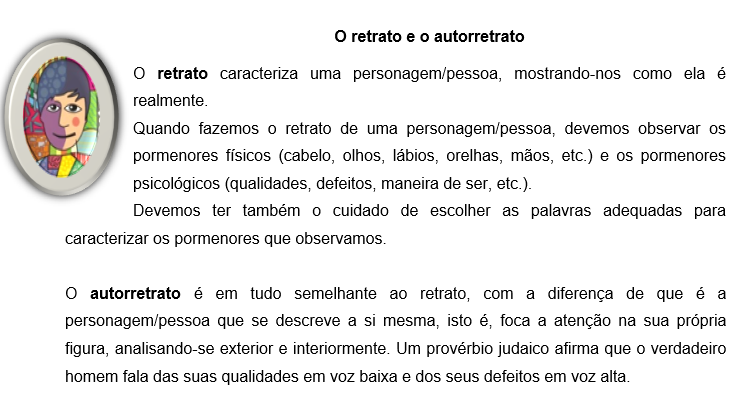 O retrato e o autorretrato
O retrato caracteriza uma personagem/pessoa, mostrando-nos como ela é
realmente.
Quando fazemos o retrato de uma personagem/pessoa, devemos observar os
pormenores físicos (cabelo, olhos, lábios, orelhas, mãos, etc.) e os pormenores
psicológicos (qualidades, defeitos, maneira de ser, etc.).
Devemos ter também o cuidado de escolher as palavras adequadas para
caracterizar os pormenores que observamos.
O autorretrato é em tudo semelhante ao retrato, com a diferença de que é a
personagem/pessoa que se descreve a si mesma, isto é, foca a atenção na sua própria
figura, analisando-se exterior e interiormente. Um provérbio judaico afirma que o verdadeiro
homem fala das suas qualidades em voz baixa e dos seus defeitos em voz alta.